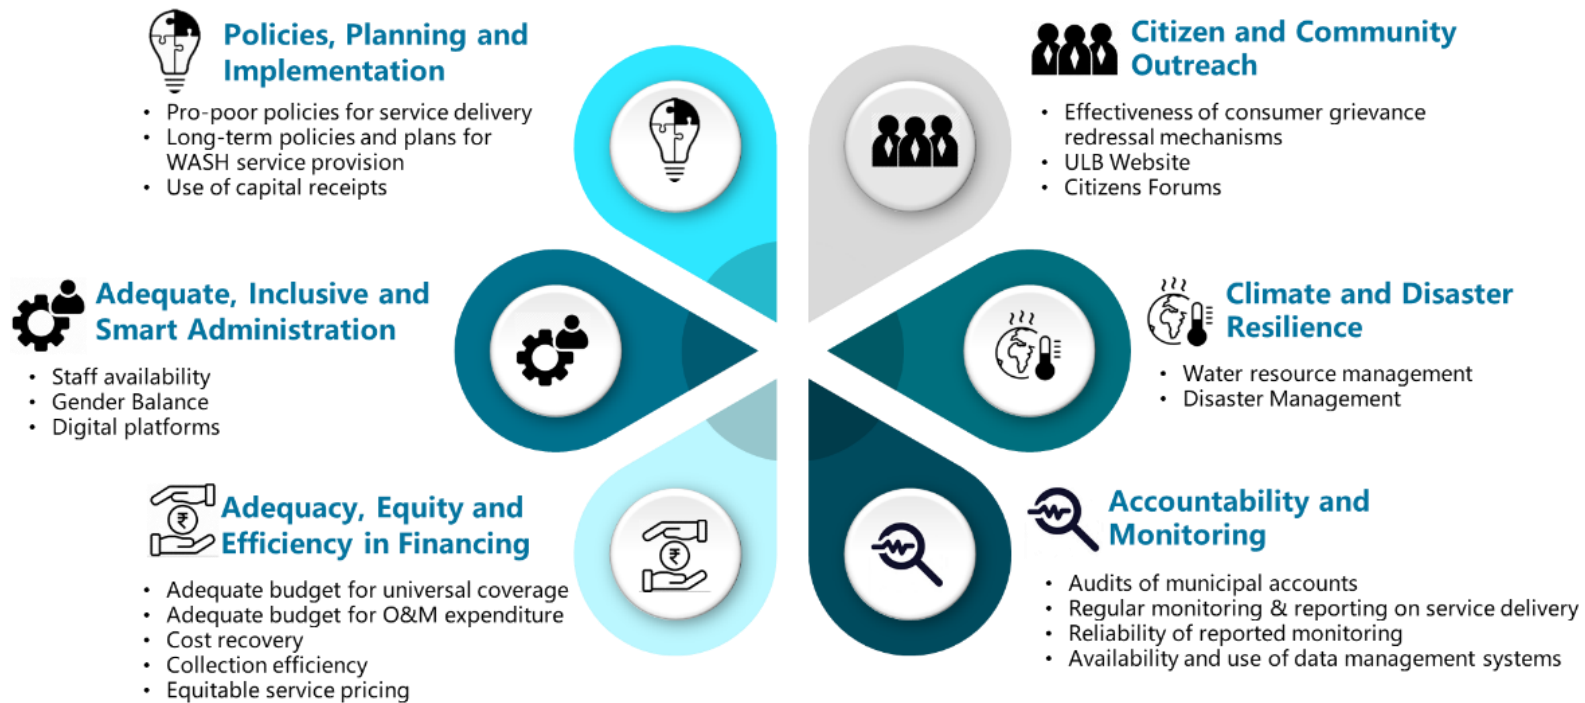 Policies, Planning and
Implementation
• Pro-poor policies for service delivery
• Long-term policies and plans for
WASH service provision
• Use of capital receipts
Adequate, Inclusive and
Smart Administration
• Staff availability
• Gender Balance
• Digital platforms
₹
Adequacy, Equity and
Efficiency in Financing
• Adequate budget for universal coverage
• Adequate budget for O&M expenditure
• Cost recovery
• Collection efficiency
• Equitable service pricing
₹
Citizen and Community
Outreach
• Effectiveness of consumer grievance
redressal mechanisms
• ULB Website
• Citizens Forums
Climate and Disaster
Resilience
• Water resource management
• Disaster Management
Accountability and
Monitoring
• Audits of municipal accounts
• Regular monitoring & reporting on service delivery
• Reliability of reported monitoring
• Availability and use of data management systems